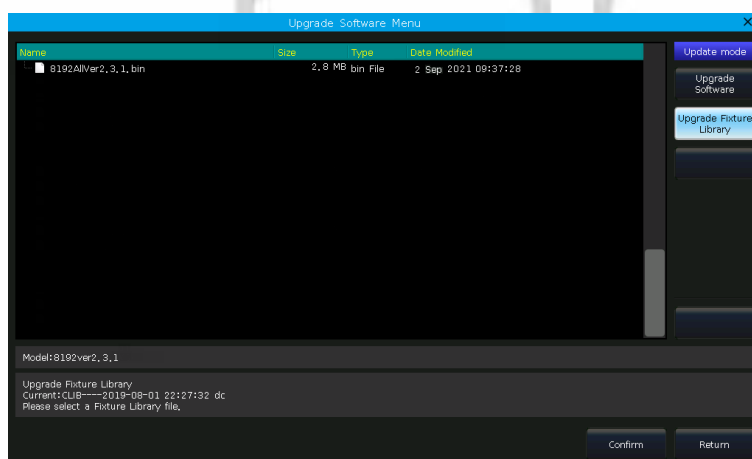 Upgrade Software Menu X
Name Size Type Date Modified
8192AllVer2.3.1.bin 2.8 MB bin File 2 Sep 2021 09:37:28
Update mode
Upgrade
Software
Upgrade Fixture
Library
Model:8192ver2.3.1
Upgrade Fixture Library
Current:CLIB----2019-08-01 22:27:32 dc
Please select a Fixture Library file.
Confirm Return